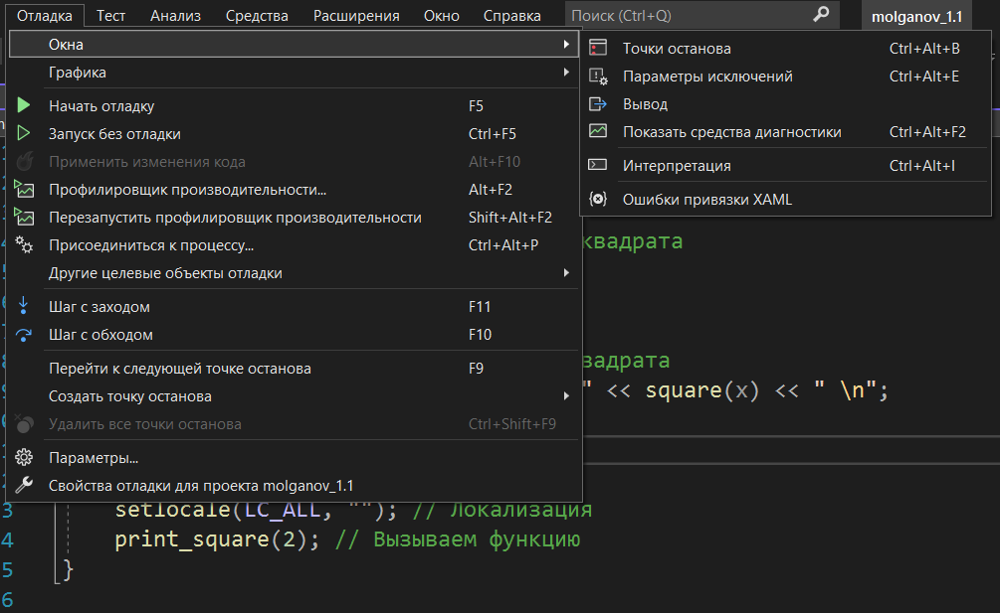 Отладка Тест Анализ Средства Расширения Окно Справка Поиск (Ctrl+Q) molganov_1.1
Окна
Графика
Начать отладку F5
Запуск без отладки Ctrl+F5
Применить изменения кода Alt+F10
Профилировщик производительности... Alt+F2
Перезапустить профилировщик производительности Shift+Alt+F2
Присоединиться к процессу... Ctrl+Alt+P
Другие целевые объекты отладки
Шаг с заходом F11
Шаг с обходом F10
Перейти к следующей точке останова F9
Создать точку останова
Удалить все точки останова Ctrl+Shift+F9
Параметры...
Свойства отладки для проекта molganov_1.1
Точки останова Ctrl+Alt+B
Параметры исключений Ctrl+Alt+E
Вывод
Показать средства диагностики Ctrl+Alt+F2
Интерпретация Ctrl+Alt+I
Ошибки привязки XAML
квадрата
вадрата
" << square(x) << " \n";
3 setlocale(LC_ALL, ""); // Локализация
4 print_square(2); // Вызываем функцию
5 }
6